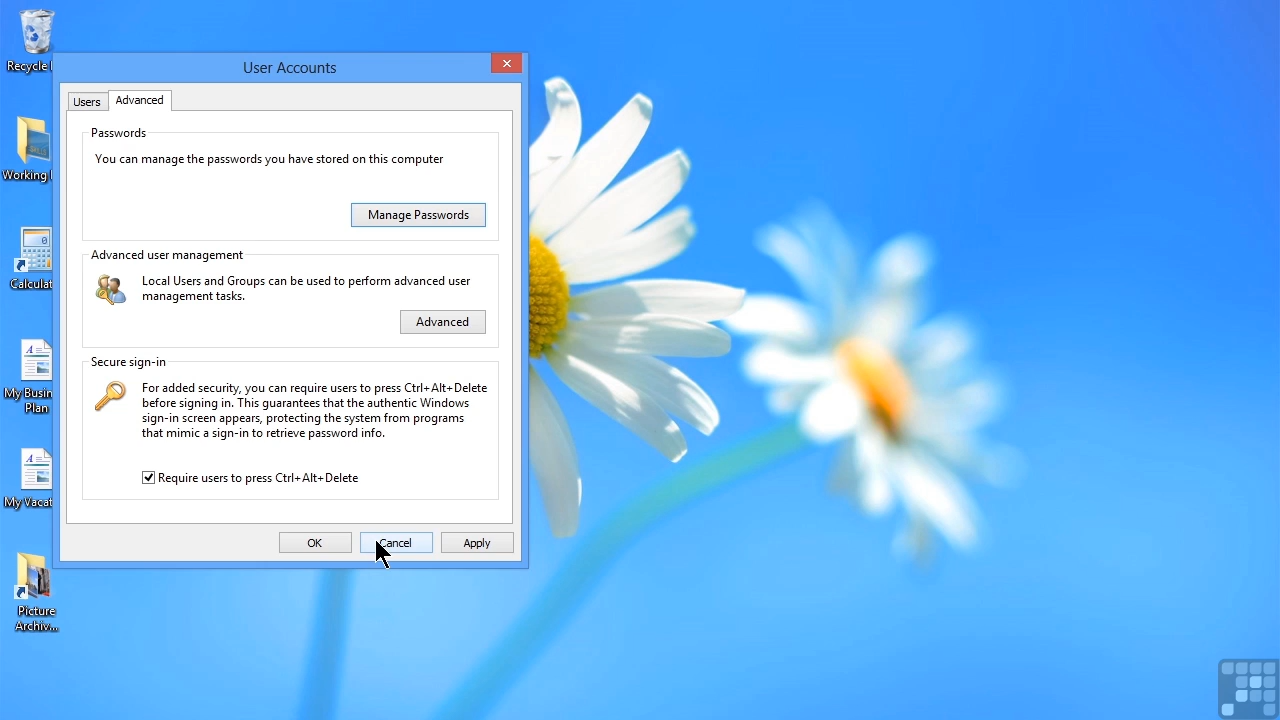 Recycle
Working
Calculat
My Busin
Plan
My Vacat
Picture
Archiv...
User Accounts
Users
Advanced
Passwords
You can manage the passwords you have stored on this computer
Manage Passwords
Advanced user management
Local Users and Groups can be used to perform advanced user
management tasks.
Advanced
Secure sign-in
For added security, you can require users to press Ctrl+Alt+Delete
before signing in. This guarantees that the authentic Windows
sign-in screen appears, protecting the system from programs
that mimic a sign-in to retrieve password info.
Require users to press Ctrl+Alt+Delete
OK
Cancel
Apply